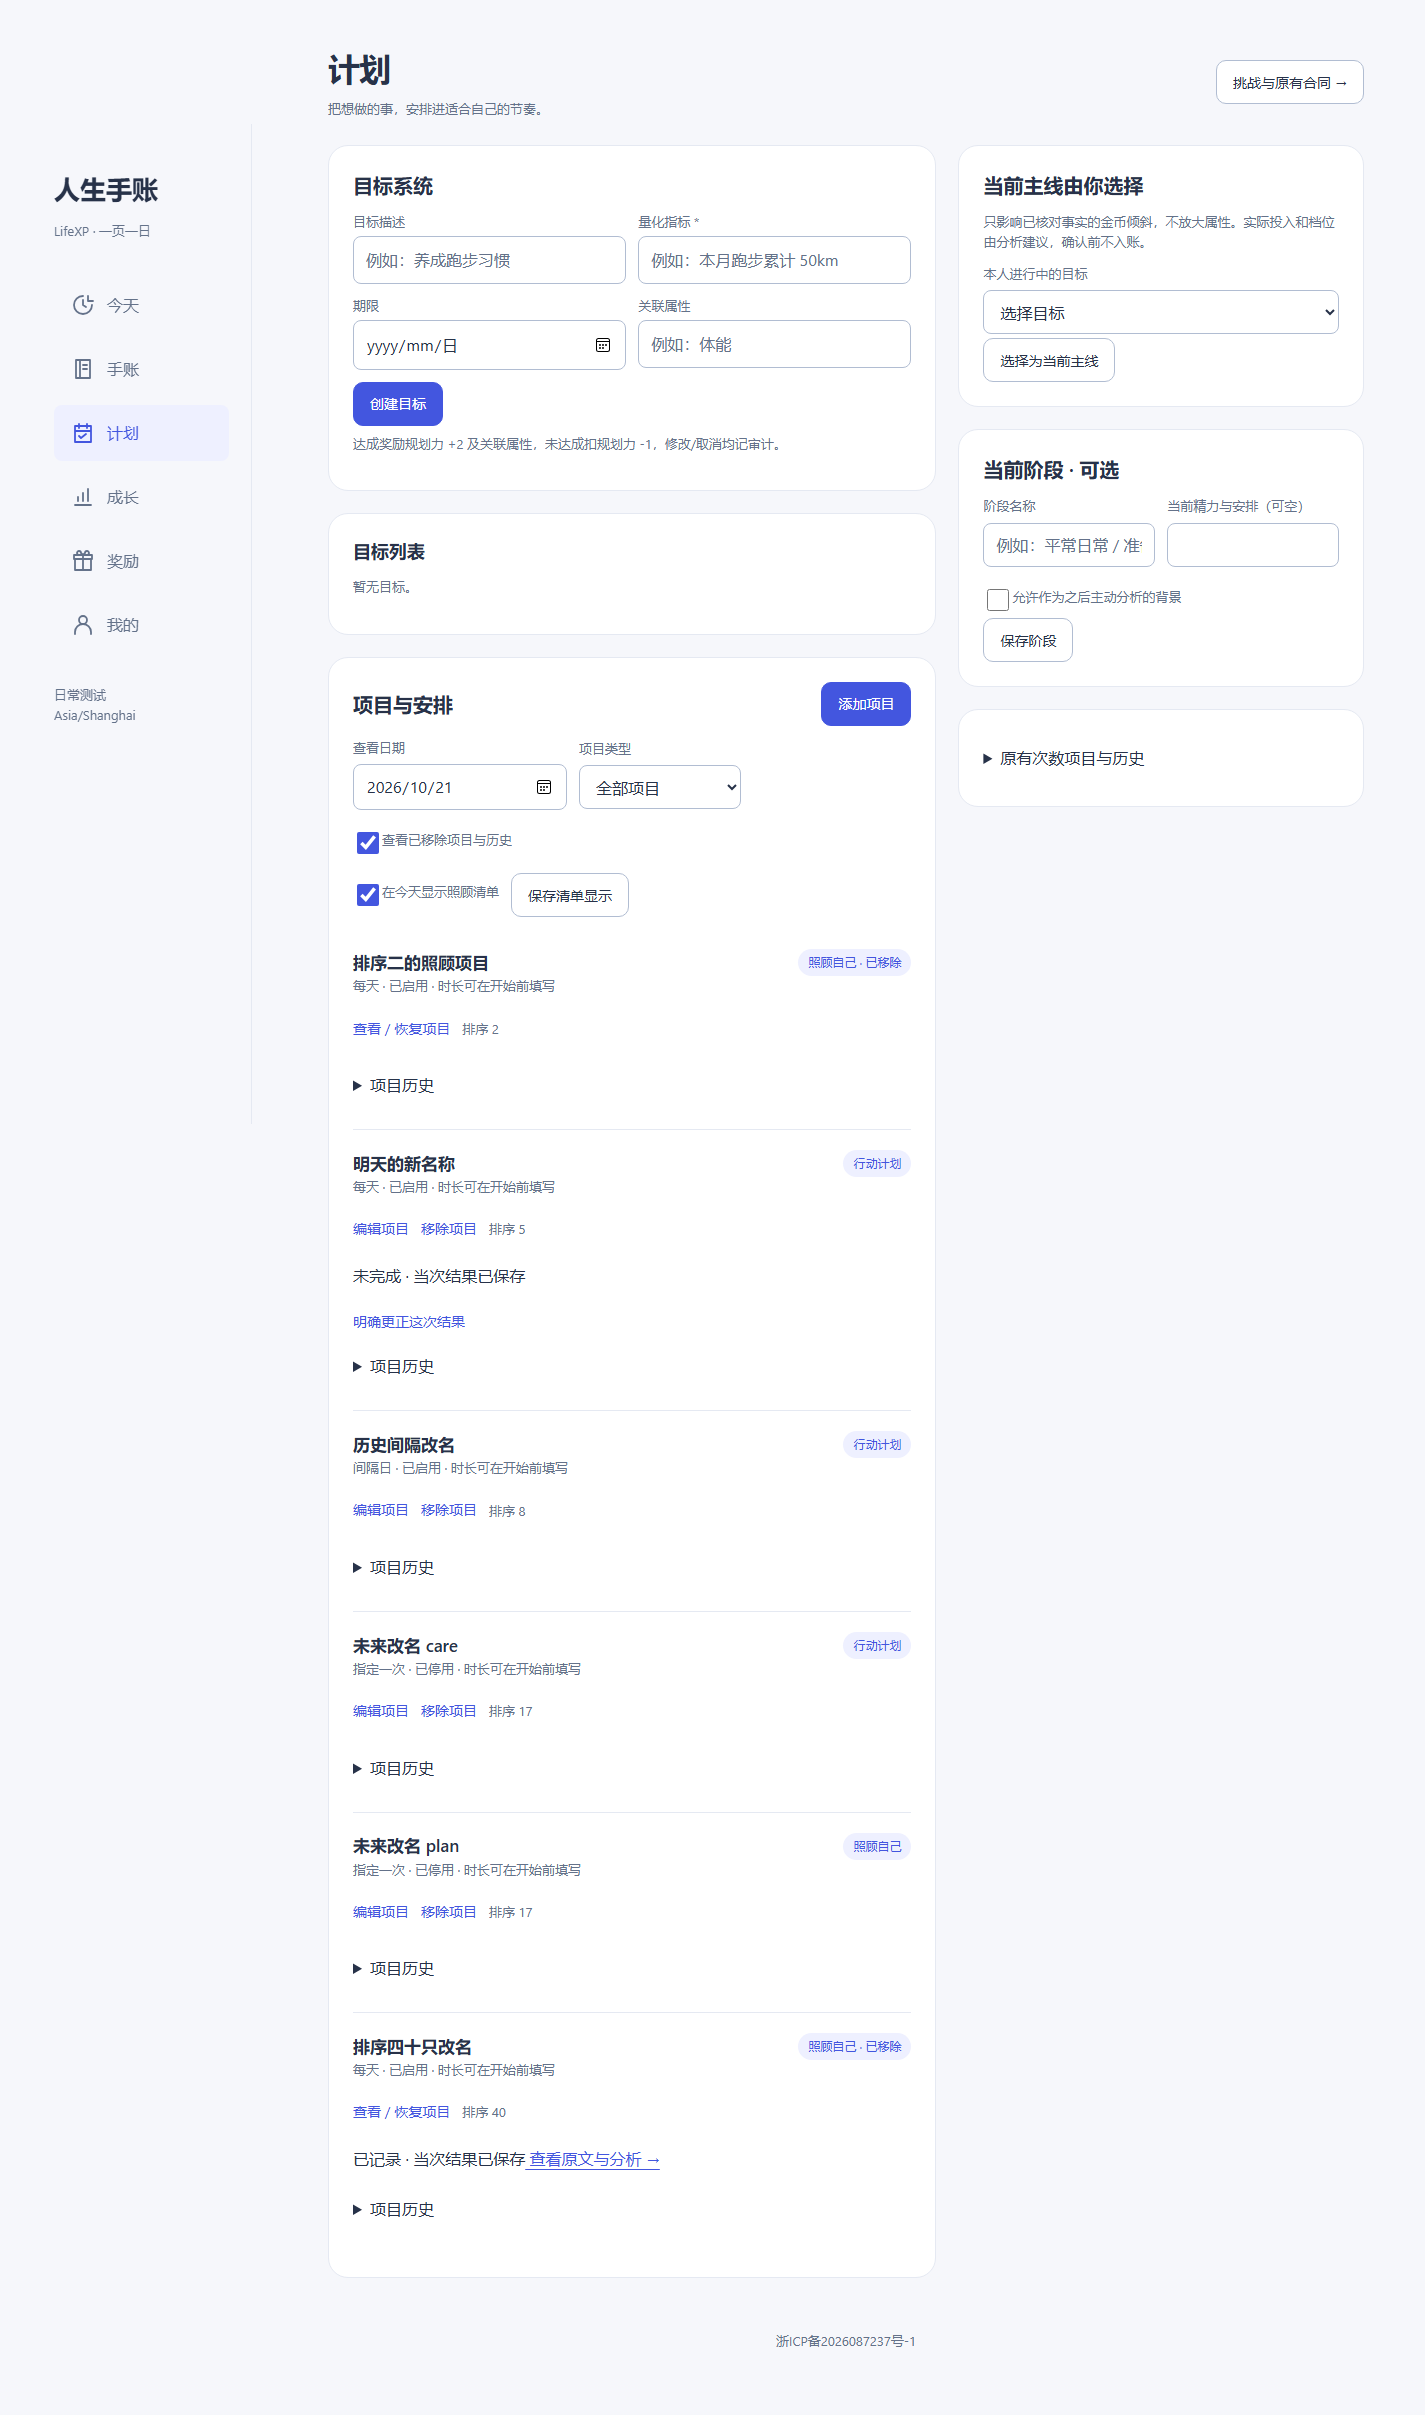 人生手账
LifeXP · 一页一日
今天
手账
计划
成长
奖励
我的
日常测试
Asia/Shanghai
计划
把想做的事，安排进适合自己的节奏。
挑战与原有合同 →
目标系统
目标描述
量化指标 *
例如：养成跑步习惯
例如：本月跑步累计 50km
期限
关联属性
yyyy/mm/日
例如：体能
创建目标
达成奖励规划力 +2 及关联属性，未达成扣规划力 -1，修改/取消均记审计。
目标列表
暂无目标。
项目与安排
添加项目
查看日期
项目类型
2026/10/21
全部项目
查看已移除项目与历史
在今天显示照顾清单
保存清单显示
排序二的照顾项目
照顾自己 · 已移除
每天 · 已启用 · 时长可在开始前填写
查看 / 恢复项目 排序 2
项目历史
明天的新名称
行动计划
每天 · 已启用 · 时长可在开始前填写
编辑项目 移除项目 排序 5
未完成 · 当次结果已保存
明确更正这次结果
项目历史
历史间隔改名
行动计划
间隔日 · 已启用 · 时长可在开始前填写
编辑项目 移除项目 排序 8
项目历史
未来改名 care
行动计划
指定一次 · 已停用 · 时长可在开始前填写
编辑项目 移除项目 排序 17
项目历史
未来改名 plan
照顾自己
指定一次 · 已停用 · 时长可在开始前填写
编辑项目 移除项目 排序 17
项目历史
排序四十只改名
照顾自己 · 已移除
每天 · 已启用 · 时长可在开始前填写
查看 / 恢复项目 排序 40
已记录 · 当次结果已保存 查看原文与分析 →
项目历史
当前主线由你选择
只影响已核对事实的金币倾斜，不放大属性。实际投入和档位
由分析建议，确认前不入账。
本人进行中的目标
选择目标
选择为当前主线
当前阶段 · 可选
阶段名称
当前精力与安排（可空）
例如：平常日常 / 准
允许作为之后主动分析的背景
保存阶段
原有次数项目与历史
浙ICP备2026087237号-1